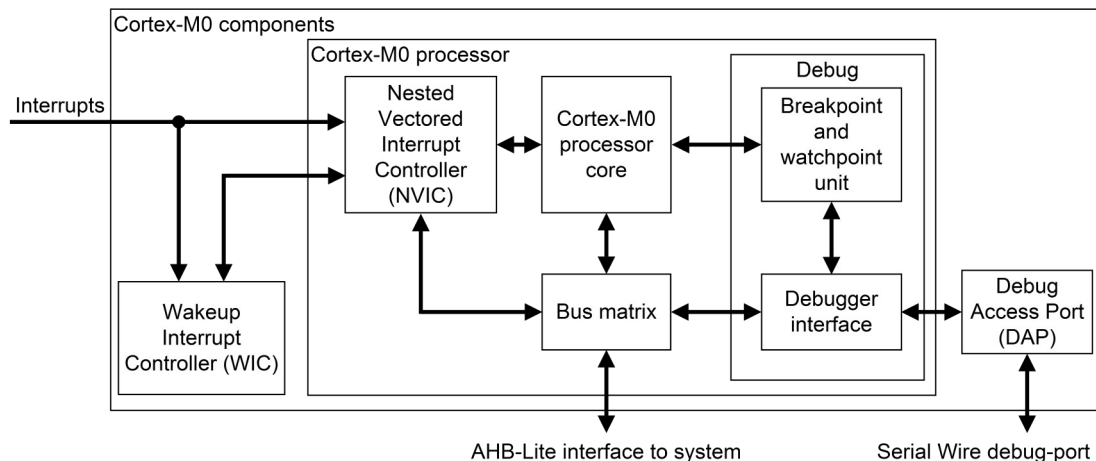 Cortex-M0 components
Cortex-M0 processor
Interrupts
Nested
Vectored
Interrupt
Controller
(NVIC)
Cortex-M0
processor
core
Debug
Breakpoint
and
watchpoint
unit
Wakeup
Interrupt
Controller (WIC)
Bus matrix
Debugger
interface
Debug
Access Port
(DAP)
AHB-Lite interface to system
Serial Wire debug-port